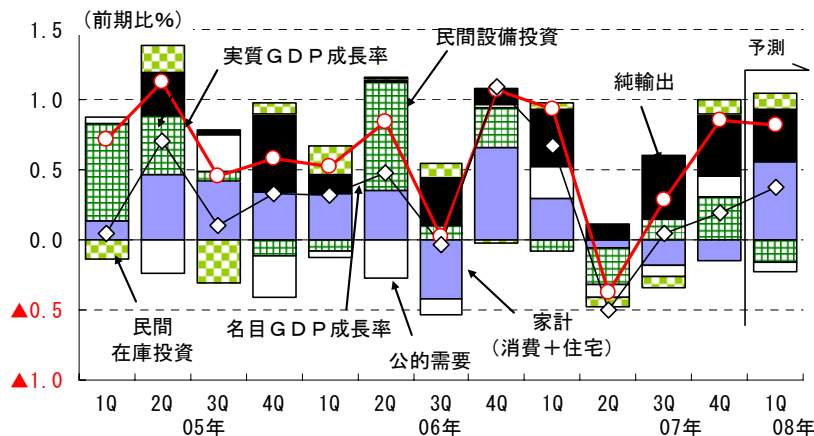 (前期比%)
1.5
1.0
0.5
0.0
▲0.5
▲1.0
実質GDP成長率
民間設備投資
純輸出
予測
民間
在庫投資
名目GDP成長率
公的需要
家計
(消費+住宅)
1Q 2Q 3Q 4Q 1Q 2Q 3Q 4Q 1Q 2Q 3Q 4Q 1Q
05年 06年 07年 08年